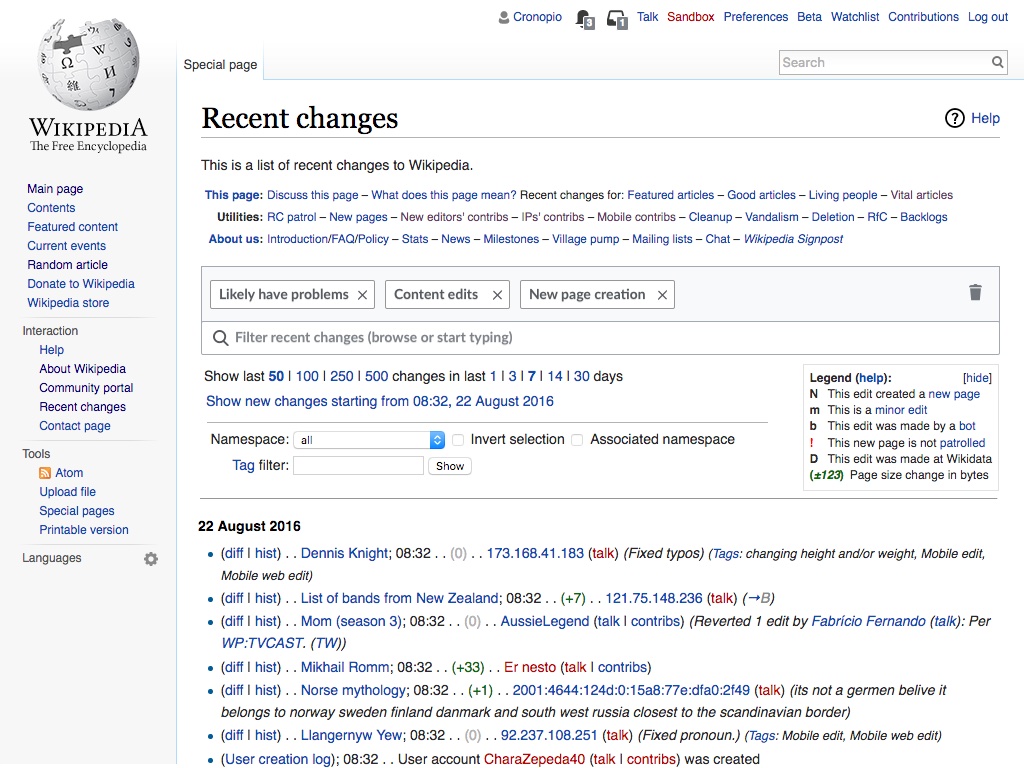 Cronopio 3 1 Talk Sandbox Preferences Beta Watchlist Contributions Log out
Special page
Search
Ω W И 維 7
WIKIPEDIA
The Free Encyclopedia
Main page
Contents
Featured content
Current events
Random article
Donate to Wikipedia
Wikipedia store
Interaction
Help
About Wikipedia
Community portal
Recent changes
Contact page
Tools
Atom
Upload file
Special pages
Printable version
Languages
Recent changes
? Help
This is a list of recent changes to Wikipedia.
This page: Discuss this page – What does this page mean? Recent changes for: Featured articles – Good articles – Living people – Vital articles
Utilities: RC patrol – New pages – New editors' contribs – IPs' contribs – Mobile contribs – Cleanup – Vandalism – Deletion – RfC – Backlogs
About us: Introduction/FAQ/Policy – Stats – News – Milestones – Village pump – Mailing lists – Chat – Wikipedia Signpost
Likely have problems × Content edits × New page creation ×
Filter recent changes (browse or start typing)
Show last 50 | 100 | 250 | 500 changes in last 1 | 3 | 7 | 14 | 30 days
Show new changes starting from 08:32, 22 August 2016
Namespace: all Invert selection Associated namespace
Tag filter: Show
Legend (help): [hide]
N This edit created a new page
m This is a minor edit
b This edit was made by a bot
! This new page is not patrolled
D This edit was made at Wikidata
(±123) Page size change in bytes
22 August 2016
• (diff | hist) . . Dennis Knight; 08:32 . . (0) . . 173.168.41.183 (talk) (Fixed typos) (Tags: changing height and/or weight, Mobile edit,
Mobile web edit)
• (diff | hist) . . List of bands from New Zealand; 08:32 . . (+7) . . 121.75.148.236 (talk) (→B)
• (diff | hist) . . Mom (season 3); 08:32 . . (0) . . AussieLegend (talk | contribs) (Reverted 1 edit by Fabrício Fernando (talk): Per
WP:TVCAST. (TW))
• (diff | hist) . . Mikhail Romm; 08:32 . . (+33) . . Er nesto (talk | contribs)
• (diff | hist) . . Norse mythology; 08:32 . . (+1) . . 2001:4644:124d:0:15a8:77e:dfa0:2f49 (talk) (its not a germen belive it
belongs to norway sweden finland danmark and south west russia closest to the scandinavian border)
• (diff | hist) . . Llangernyw Yew; 08:32 . . (0) . . 92.237.108.251 (talk) (Fixed pronoun.) (Tags: Mobile edit, Mobile web edit)
• (User creation log); 08:32 . . User account CharaZepeda40 (talk | contribs) was created